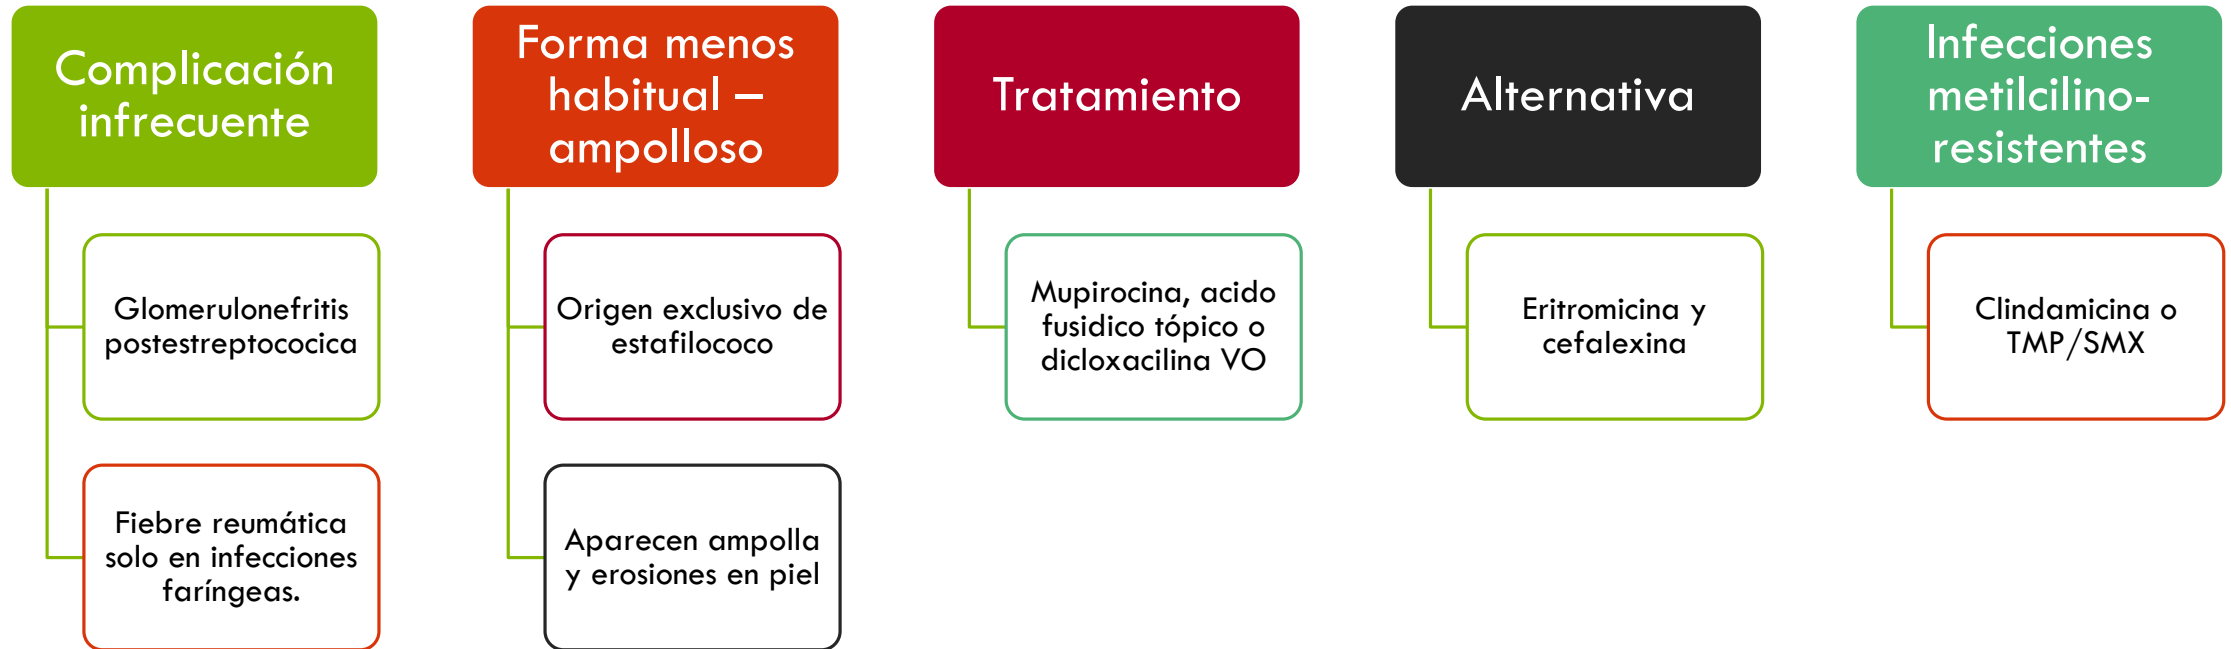 Complicación
infrecuente
Glomerulonefritis
postestreptococica
Fiebre reumática
solo en infecciones
faríngeas.
Forma menos
habitual –
ampolloso
Origen exclusivo de
estafilococo
Aparecen ampolla
y erosiones en piel
Tratamiento
Mupirocina, acido
fusidico tópico o
dicloxacilina VO
Alternativa
Eritromicina y
cefalexina
Infecciones
metilcilino-
resistentes
Clindamicina o
TMP/SMX